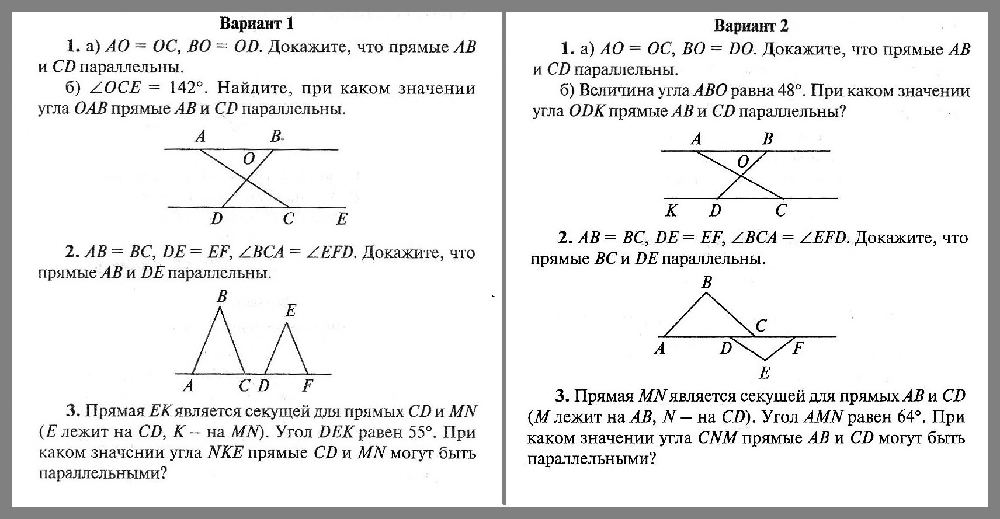 Вариант 1
1. а) AO = OC, BO = OD. Докажите, что прямые AB
и CD параллельны.
б) ∠OCE = 142°. Найдите, при каком значении
угла OAB прямые AB и CD параллельны.
A B
O
D C E
2. AB = BC, DE = EF, ∠BCA = ∠EFD. Докажите, что
прямые AB и DE параллельны.
B
E
A C D F
3. Прямая EK является секущей для прямых CD и MN
(E лежит на CD, K – на MN). Угол DEK равен 55°. При
каком значении угла NKE прямые CD и MN могут быть
параллельными?
Вариант 2
1. а) AO = OC, BO = DO. Докажите, что прямые AB
и CD параллельны.
б) Величина угла ABO равна 48°. При каком значении
угла ODK прямые AB и CD параллельны?
A B
O
K D C
2. AB = BC, DE = EF, ∠BCA = ∠EFD. Докажите, что
прямые BC и DE параллельны.
B
C
A D F
E
3. Прямая MN является секущей для прямых AB и CD
(M лежит на AB, N – на CD). Угол AMN равен 64°. При
каком значении угла CNM прямые AB и CD могут быть
параллельными?